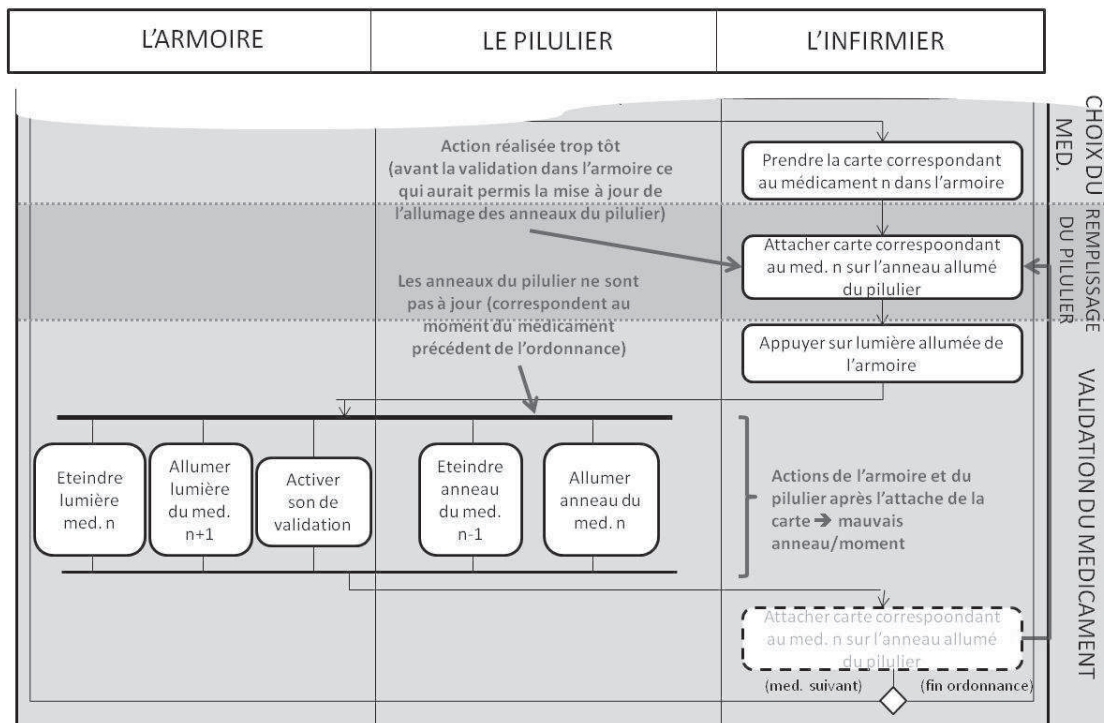 L'ARMOIRE
LE PILULIER
L'INFIRMIER
CHOIX DU
MED.
Action réalisée trop tôt
(avant la validation dans l'armoire ce
qui aurait permis la mise à jour de
l'allumage des anneaux du pilulier)
Prendre la carte correspondant
au médicament n dans l'armoire
REMPLISSAGE
DU PILULIER
Attacher carte correspoondant
au med. n sur l'anneau allumé
du pilulier
Les anneaux du pilulier ne sont
pas à jour (correspondent au
moment du médicament
précédent de l'ordonnance)
VALIDATION DU MEDICAMENT
Appuyer sur lumière allumée de
l'armoire
Eteindre
lumière
med. n
Allumer
lumière
du med.
n+1
Activer
son de
validation
Eteindre
anneau
du med.
n-1
Allumer
anneau du
med. n
Actions de l'armoire et du
pilulier après l'attache de la
carte ➔ mauvais
anneau/moment
Attacher carte correspoondant
au med. n sur l'anneau allumé
du pilulier
(med. suivant)
(fin ordonnance)